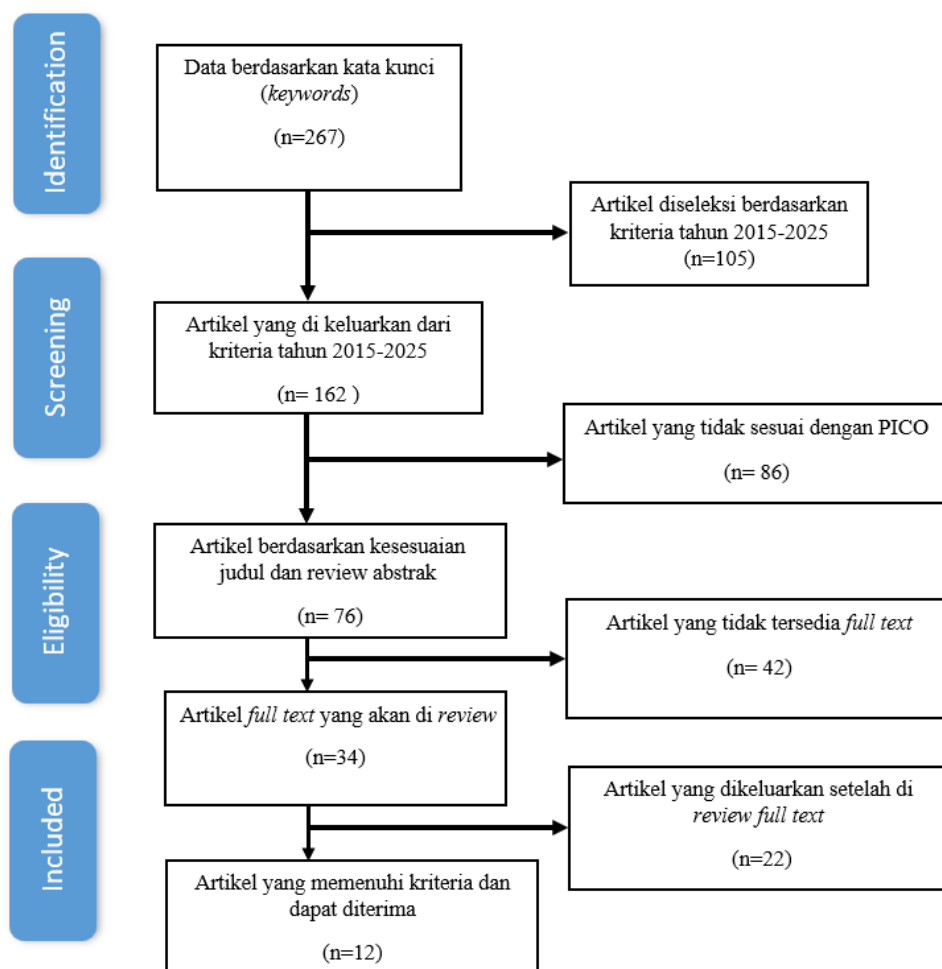 Identification
Data berdasarkan kata kunci
(keywords)
(n=267)
Artikel diseleksi berdasarkan
kriteria tahun 2015-2025
(n=105)
Screening
Artikel yang di keluarkan dari
kriteria tahun 2015-2025
(n= 162 )
Artikel yang tidak sesuai dengan PICO
(n= 86)
Eligibility
Artikel berdasarkan kesesuaian
judul dan review abstrak
(n= 76)
Artikel yang tidak tersedia full text
(n= 42)
Artikel full text yang akan di review
(n=34)
Included
Artikel yang dikeluarkan setelah di
review full text
(n=22)
Artikel yang memenuhi kriteria dan
dapat diterima
(n=12)